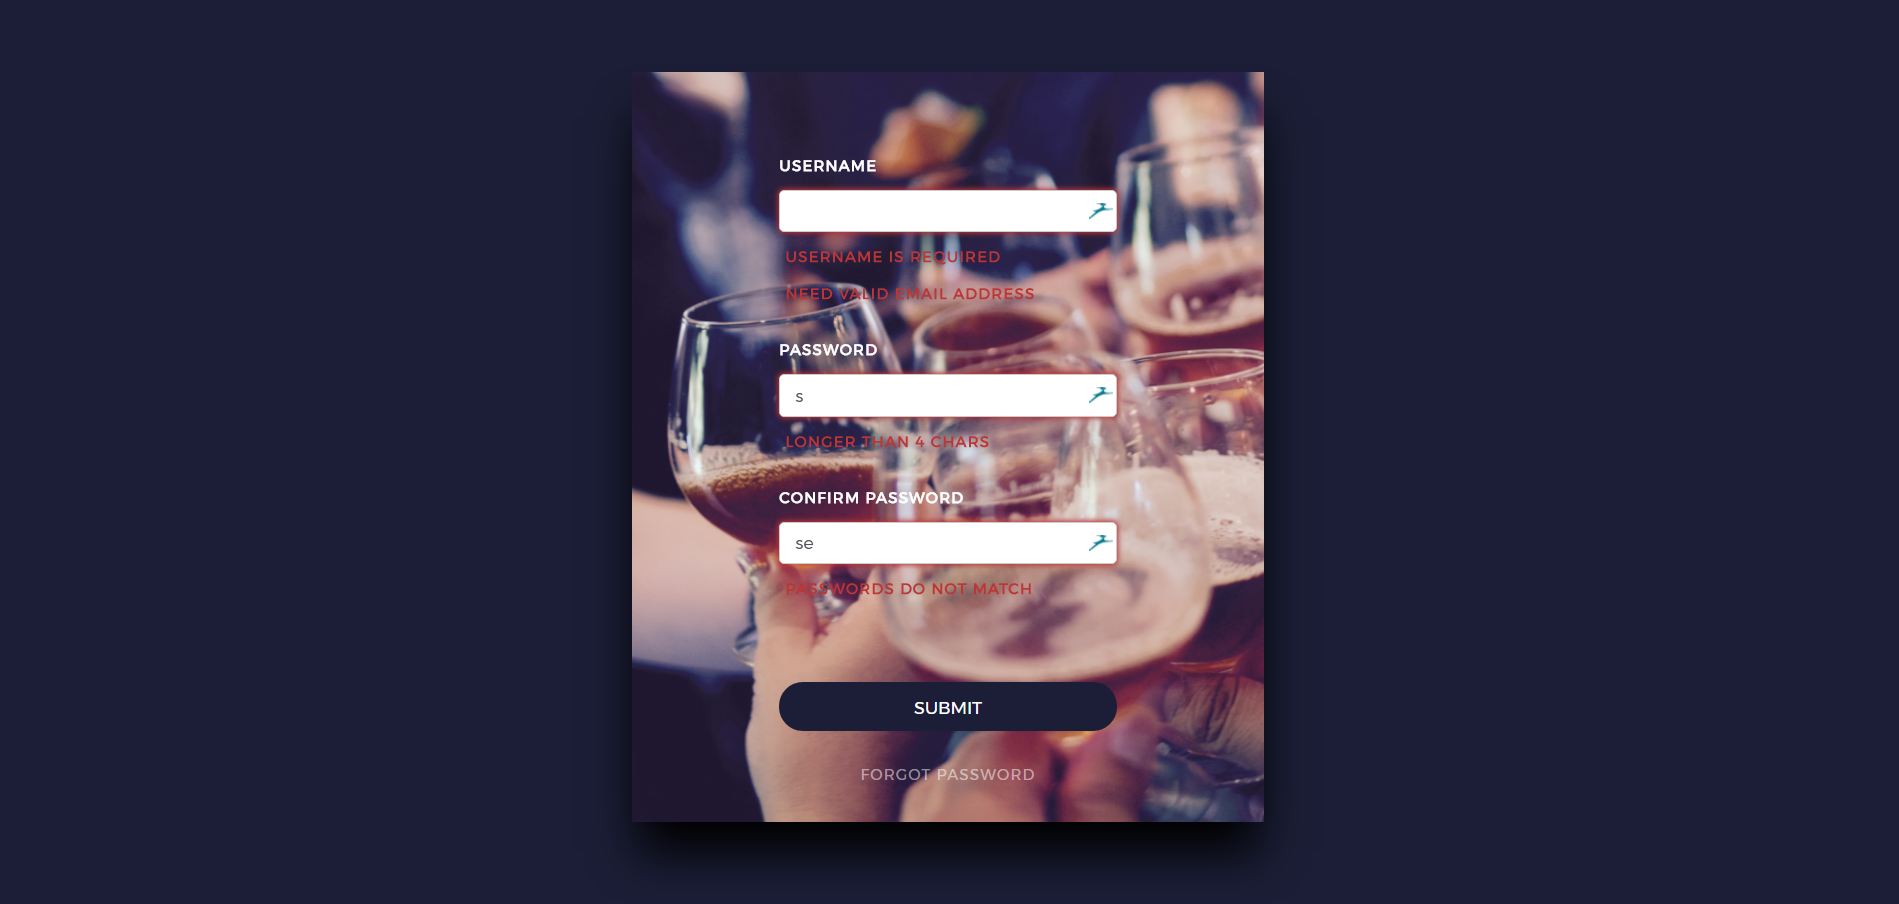 USERNAME
USERNAME IS REQUIRED
NEED VALID EMAIL ADDRESS
PASSWORD
s
LONGER THAN 4 CHARS
CONFIRM PASSWORD
se
PASSWORDS DO NOT MATCH
SUBMIT
FORGOT PASSWORD